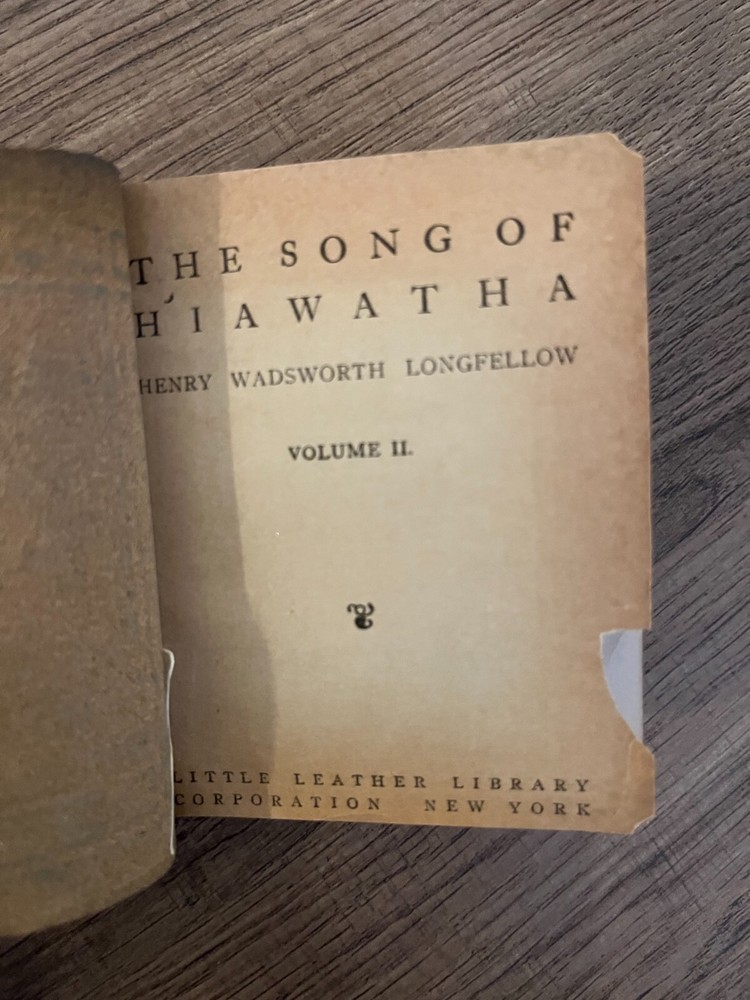 THE SONG OF
HIAWATHA
HENRY WADSWORTH LONGFELLOW
VOLUME II.
LITTLE LEATHER LIBRARY
CORPORATION NEW YORK